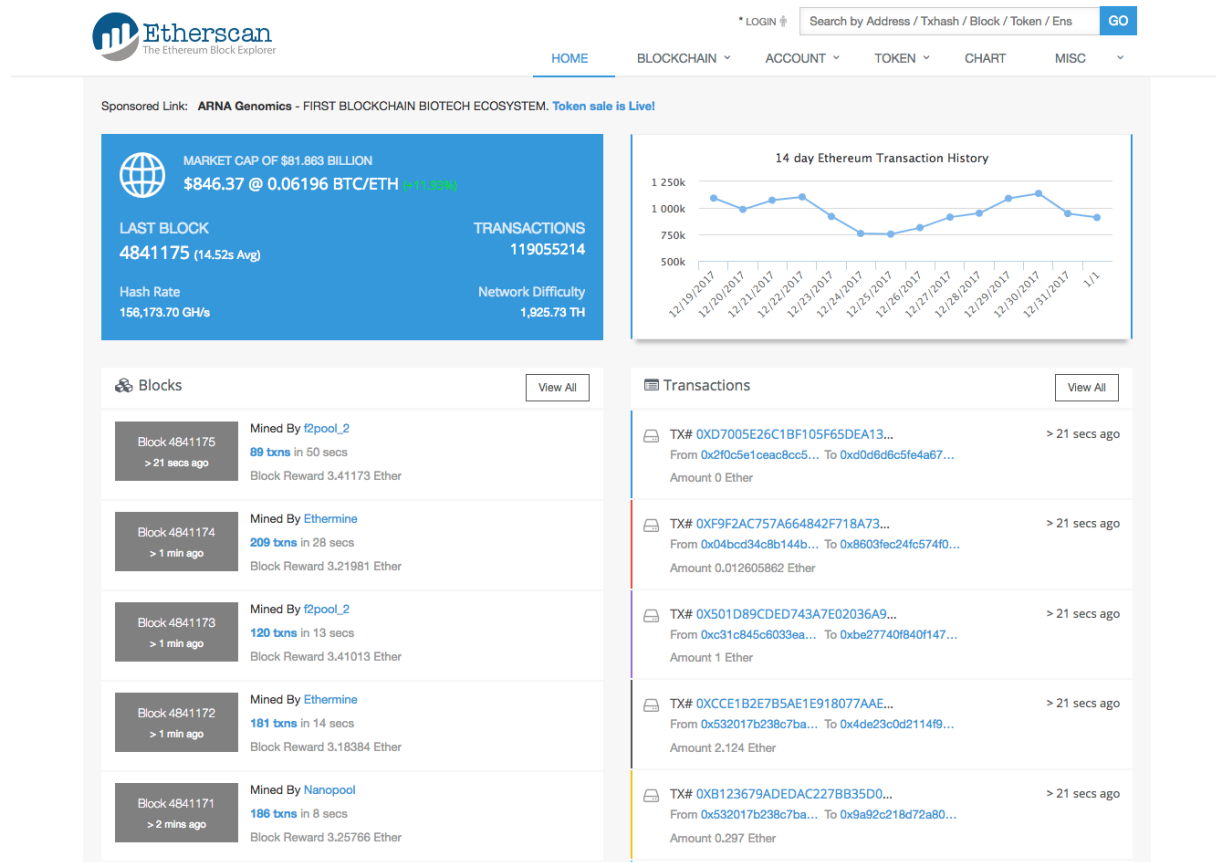 Etherscan
The Ethereum Block Explorer
* LOGIN
Search by Address / Txhash / Block / Token / Ens
GO
HOME
BLOCKCHAIN
ACCOUNT
TOKEN
CHART
MISC
Sponsored Link: ARNA Genomics - FIRST BLOCKCHAIN BIOTECH ECOSYSTEM. Token sale is Live!
MARKET CAP OF $81.863 BILLION
$846.37 @ 0.06196 BTC/ETH
LAST BLOCK
4841175 (14.52s Avg)
TRANSACTIONS
119055214
Hash Rate
156,173.70 GH/s
Network Difficulty
1,925.73 TH
14 day Ethereum Transaction History
1 250k
1 000k
750k
500k
12/19/2017
12/20/2017
12/21/2017
12/22/2017
12/23/2017
12/24/2017
12/25/2017
12/26/2017
12/27/2017
12/28/2017
12/29/2017
12/30/2017
12/31/2017
1/1
Blocks
View All
Block 4841175
> 21 secs ago
Mined By f2pool_2
89 txns in 50 secs
Block Reward 3.41173 Ether
Block 4841174
> 1 min ago
Mined By Ethermine
209 txns in 28 secs
Block Reward 3.21981 Ether
Block 4841173
> 1 min ago
Mined By f2pool_2
120 txns in 13 secs
Block Reward 3.41013 Ether
Block 4841172
> 1 min ago
Mined By Ethermine
181 txns in 14 secs
Block Reward 3.18384 Ether
Block 4841171
> 2 mins ago
Mined By Nanopool
186 txns in 8 secs
Block Reward 3.25766 Ether
Transactions
View All
TX# 0XD7005E26C1BF105F65DEA13...
> 21 secs ago
From 0x2f0c5e1ceac8cc5... To 0xd0d6d6c5fe4a67...
Amount 0 Ether
TX# 0XF9F2AC757A664842F718A73...
> 21 secs ago
From 0x04bcd34c8b144b... To 0x8603fec24fc574f0...
Amount 0.012605862 Ether
TX# 0X501D89CDED743A7E02036A9...
> 21 secs ago
From 0xc31c845c6033ea... To 0xbe27740f840f147...
Amount 1 Ether
TX# 0XCCE1B2E7B5AE1E918077AAE...
> 21 secs ago
From 0x532017b238c7ba... To 0x4de23c0d2114f9...
Amount 2.124 Ether
TX# 0XB123679ADEDAC227BB35D0...
> 21 secs ago
From 0x532017b238c7ba... To 0x9a92c218d72a80...
Amount 0.297 Ether